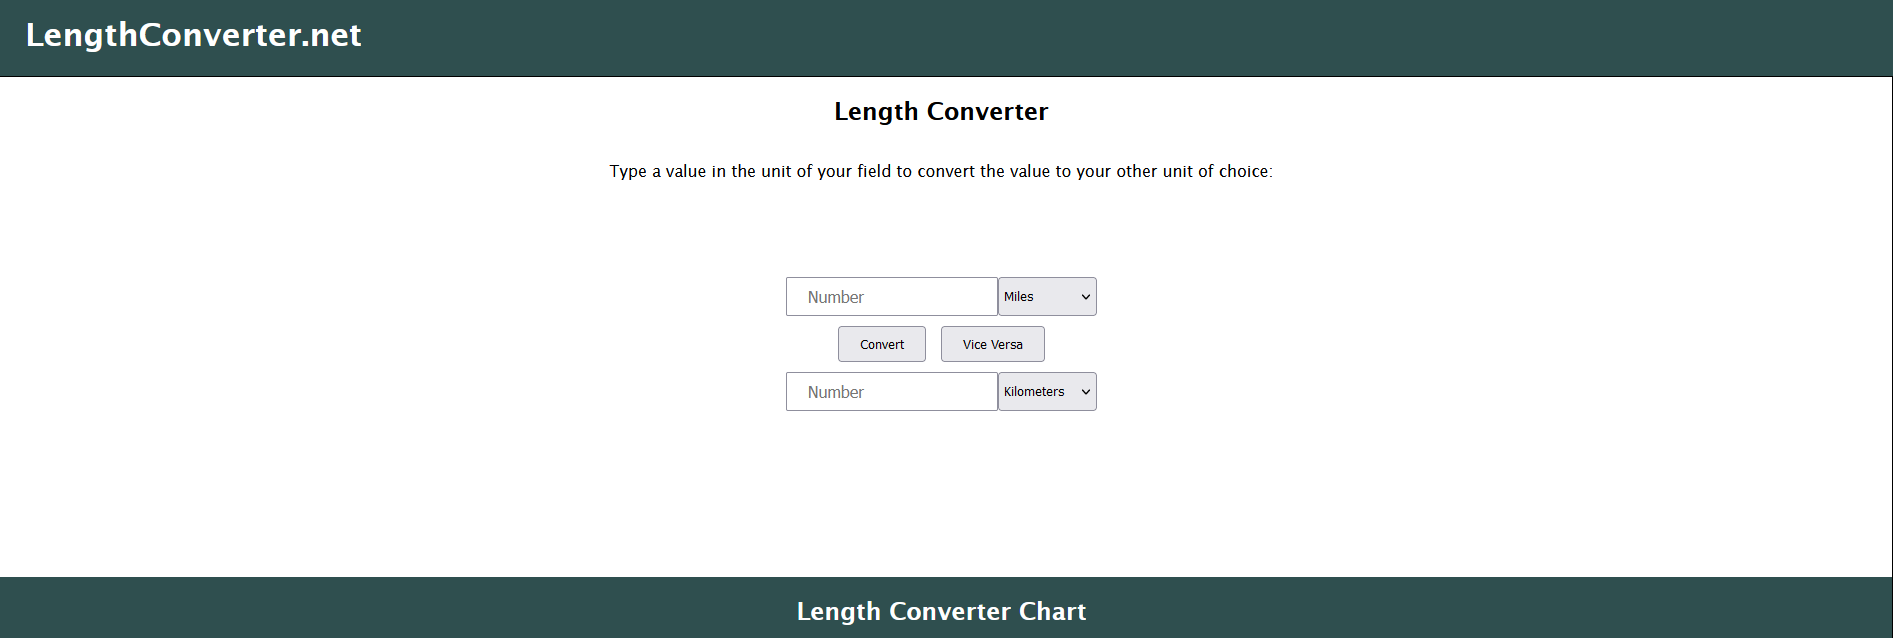 LengthConverter.net
Length Converter
Type a value in the unit of your field to convert the value to your other unit of choice:
Number Miles
Convert Vice Versa
Number Kilometers
Length Converter Chart